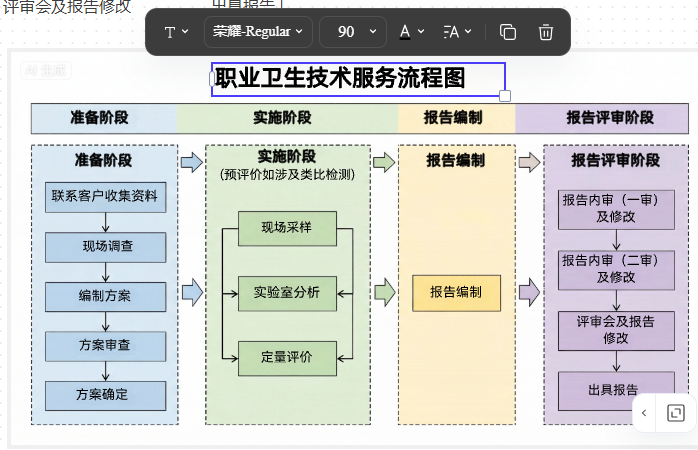 评审会及报告修改
出具报告
T
荣耀-Regular
90
A
AI 生成
职业卫生技术服务流程图
准备阶段
实施阶段
报告编制
报告评审阶段
准备阶段
联系客户收集资料
现场调查
编制方案
方案审查
方案确定
实施阶段
(预评价如涉及类比检测)
现场采样
实验室分析
定量评价
报告编制
报告编制
报告评审阶段
报告内审（一审）
及修改
报告内审（二审）
及修改
评审会及报告
修改
出具报告